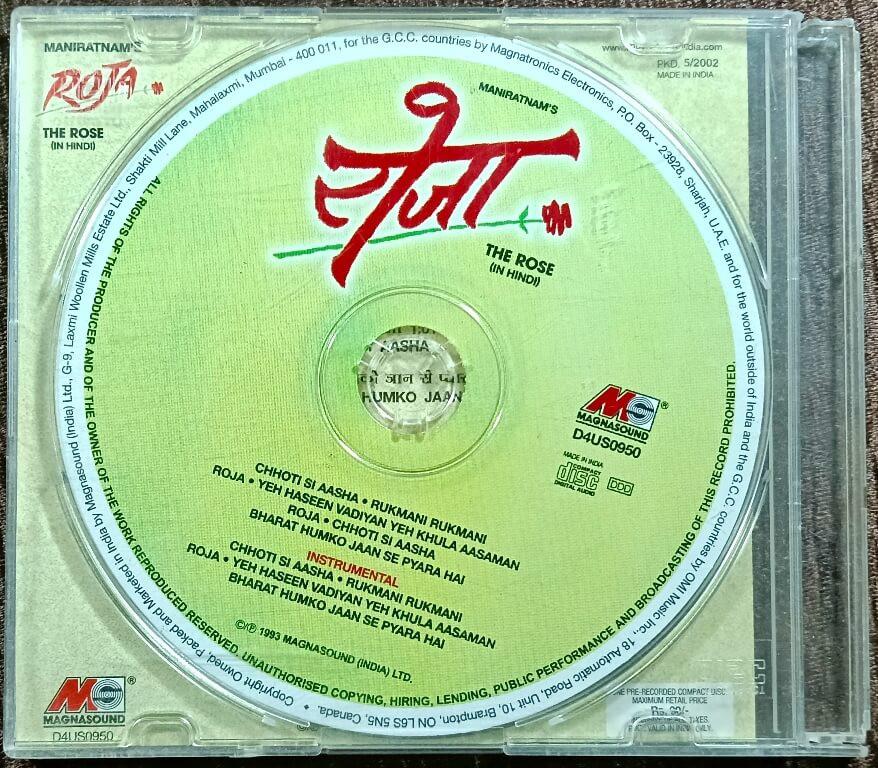 MANIRATNAM'S
ROJA
THE ROSE
(IN HINDI)
PKD. 5/2002
MADE IN INDIA
MANIRATNAM'S
रोजा
THE ROSE
(IN HINDI)
AASHA
की जान से प्यार
HUMKO JAAN
MAGNASOUND®
D4US0950
MADE IN INDIA
COMPACT
disc
DIGITAL AUDIO
DDD
CHHOTI SI AASHA • RUKMANI RUKMANI
ROJA • YEH HASEEN VADIYAN YEH KHULA AASAMAN
ROJA • CHHOTI SI AASHA
BHARAT HUMKO JAAN SE PYARA HAI
INSTRUMENTAL
CHHOTI SI AASHA • RUKMANI RUKMANI
ROJA • YEH HASEEN VADIYAN YEH KHULA AASAMAN
BHARAT HUMKO JAAN SE PYARA HAI
©/℗ 1993 MAGNASOUND (INDIA) LTD.
ALL RIGHTS OF THE PRODUCER AND OF THE OWNER OF THE WORK REPRODUCED RESERVED. UNAUTHORISED COPYING, HIRING, LENDING, PUBLIC PERFORMANCE AND BROADCASTING OF THIS RECORD PROHIBITED.
Copyright Owned, Packed and Marketed in India by Magnasound (India) Ltd., G-9, Laxmi Woollen Mills Estate Ltd., Shakti Mill Lane, Mahalaxmi, Mumbai - 400 011, for the G.C.C. countries by Magnatronics Electronics, P.O. Box - 23928, Sharjah, U.A.E. and for the world outside of India and the G.C.C. countries by OMI Music Inc., 18 Automatic Road, Unit 10, Brampton, ON L6S 5N5, Canada. •
MAGNASOUND®
D4US0950
PRE-RECORDED COMPACT DISC
MAXIMUM RETAIL PRICE
Rs.
TAXES
VALID IN ONLY.